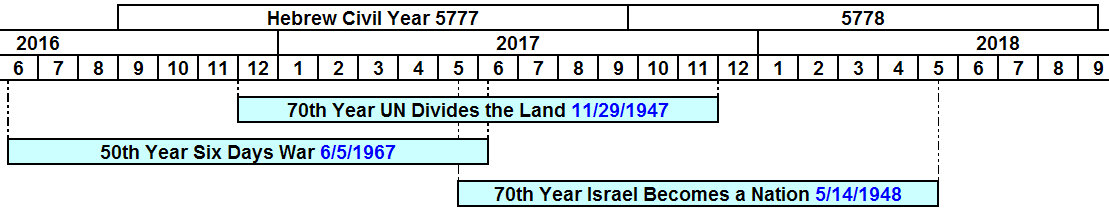 Hebrew Civil Year 5777 5778
2016 2017 2018
6 7 8 9 10 11 12 1 2 3 4 5 6 7 8 9 10 11 12 1 2 3 4 5 6 7 8 9
70th Year UN Divides the Land 11/29/1947
50th Year Six Days War 6/5/1967
70th Year Israel Becomes a Nation 5/14/1948